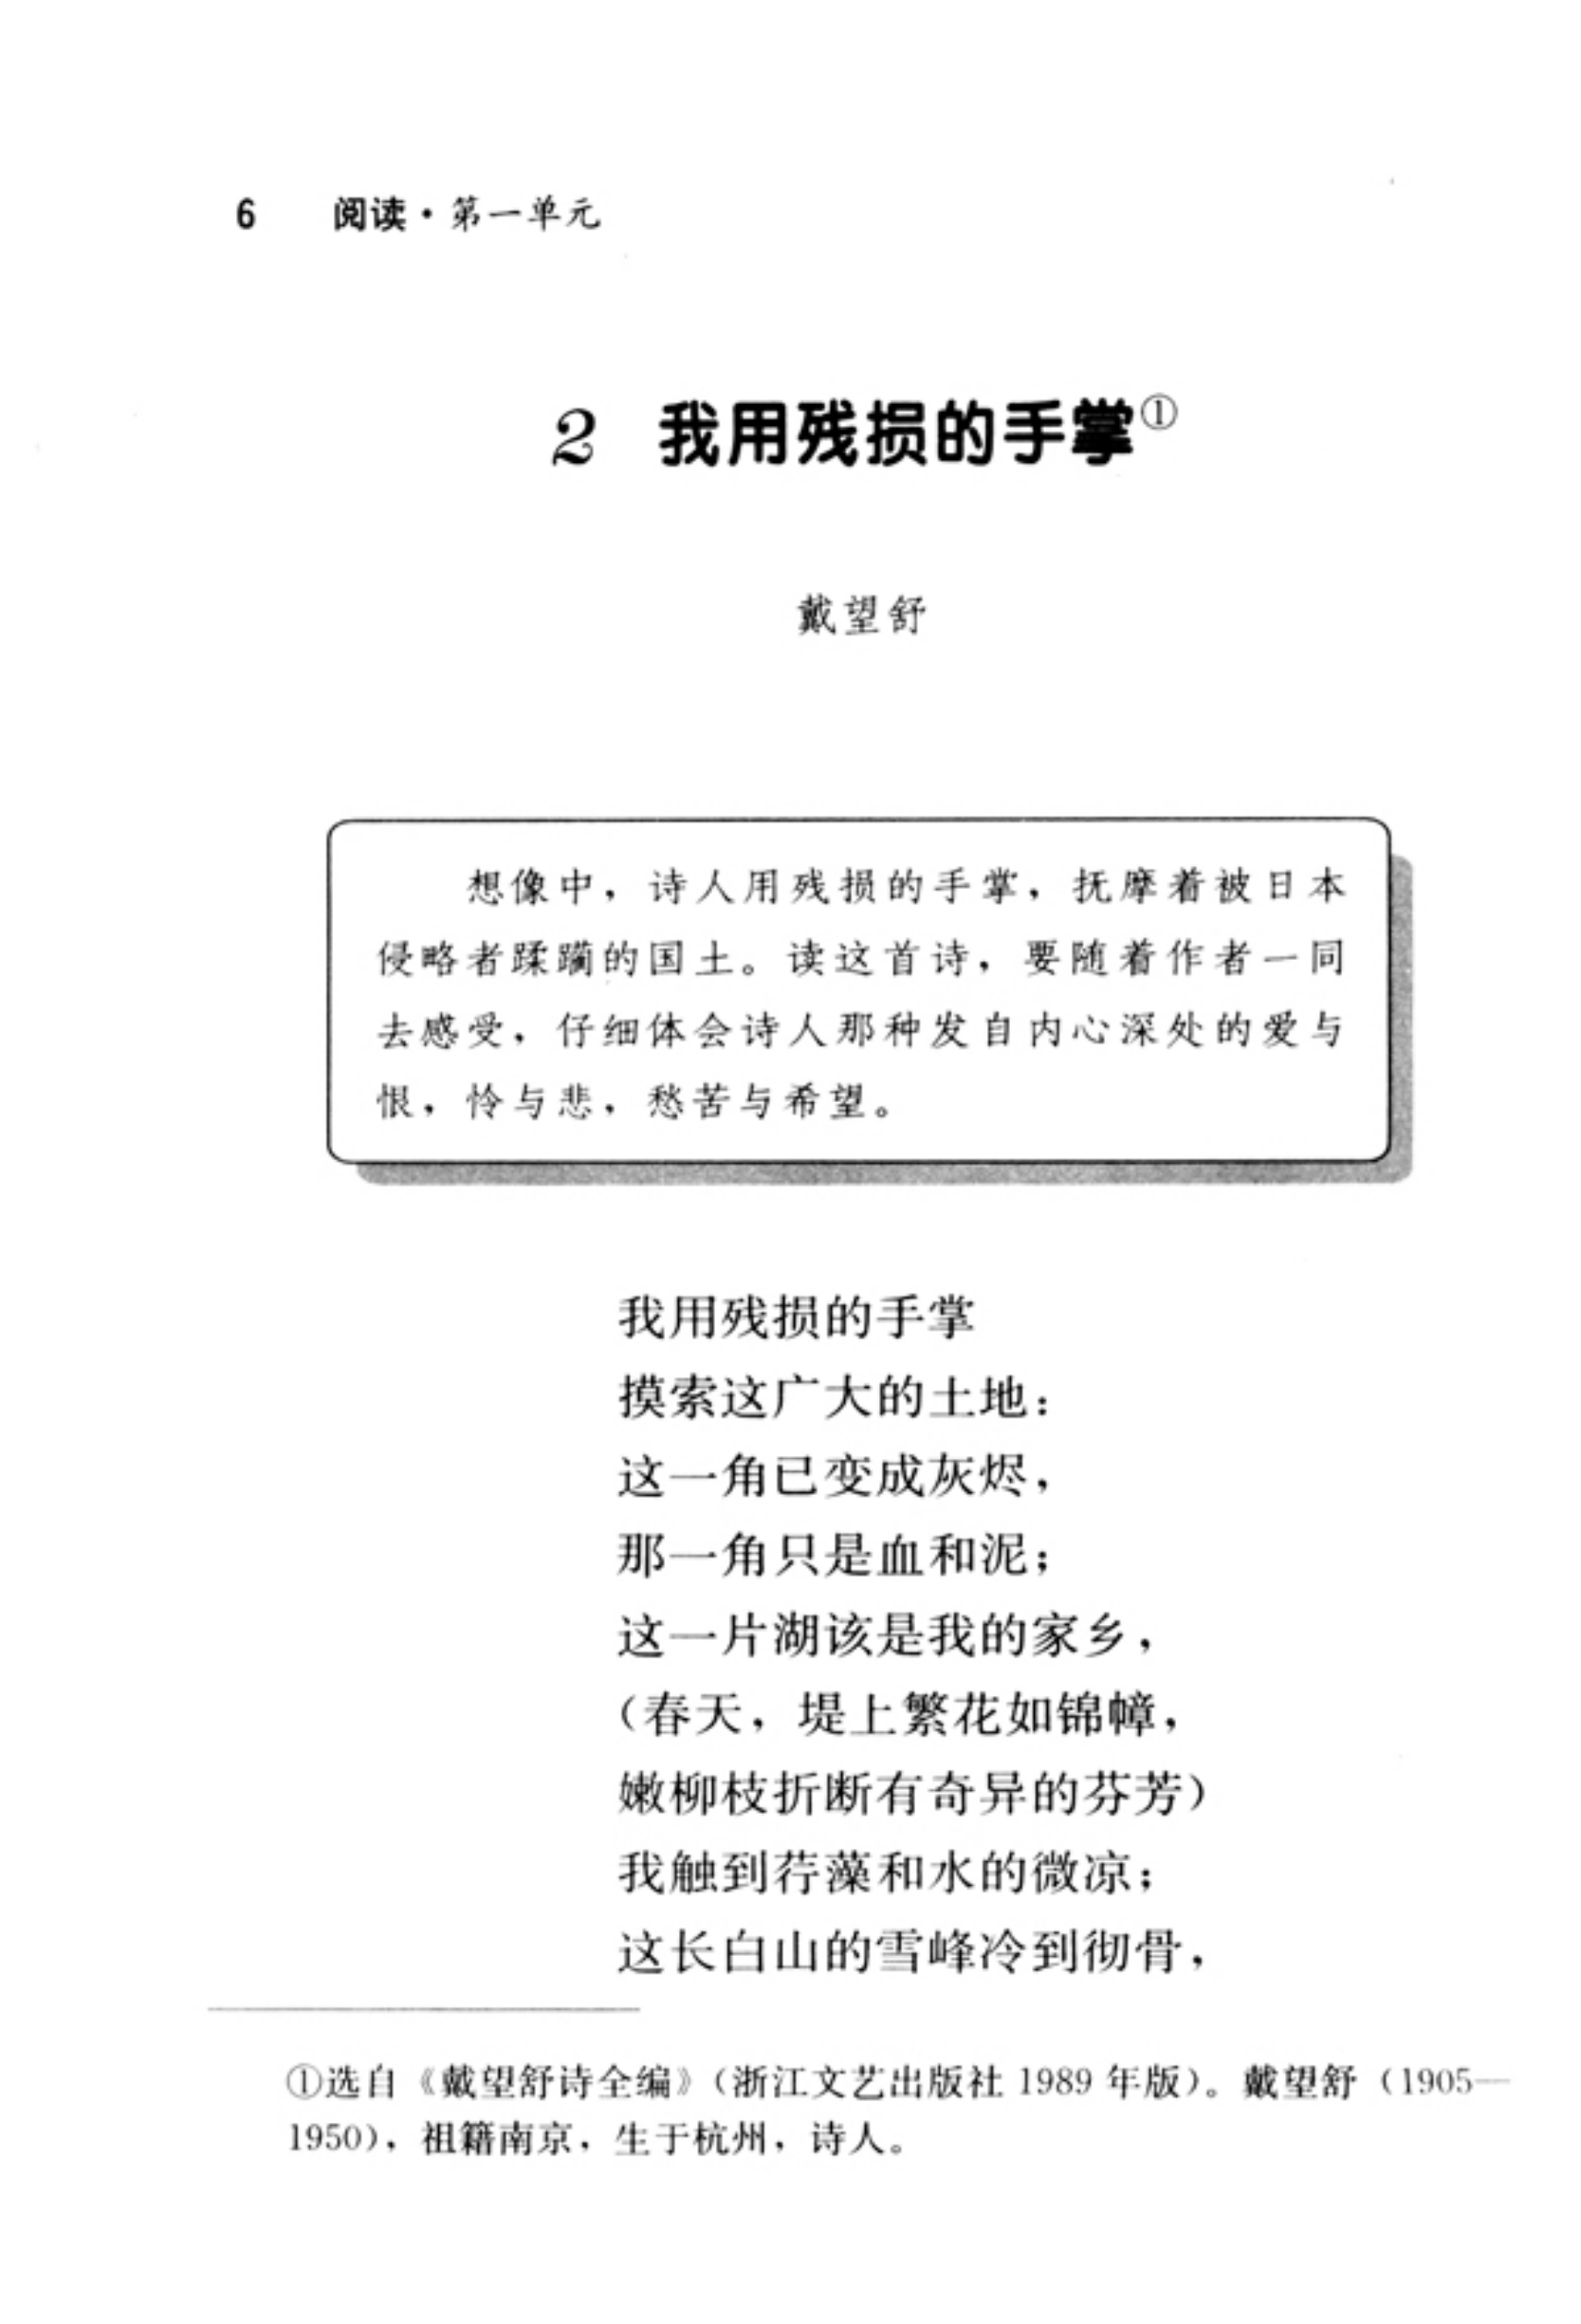 6 阅读·第一单元
2 我用残损的手掌①
戴望舒
想像中，诗人用残损的手掌，抚摩着被日本
侵略者蹂躏的国土。读这首诗，要随着作者一同
去感受，仔细体会诗人那种发自内心深处的爱与
恨，怜与悲，愁苦与希望。
我用残损的手掌
摸索这广大的土地：
这一角已变成灰烬，
那一角只是血和泥；
这一片湖该是我的家乡，
（春天，堤上繁花如锦幛，
嫩柳枝折断有奇异的芬芳）
我触到荇藻和水的微凉；
这长白山的雪峰冷到彻骨，
①选自《戴望舒诗全编》（浙江文艺出版社 1989 年版）。戴望舒（1905—
1950），祖籍南京，生于杭州，诗人。